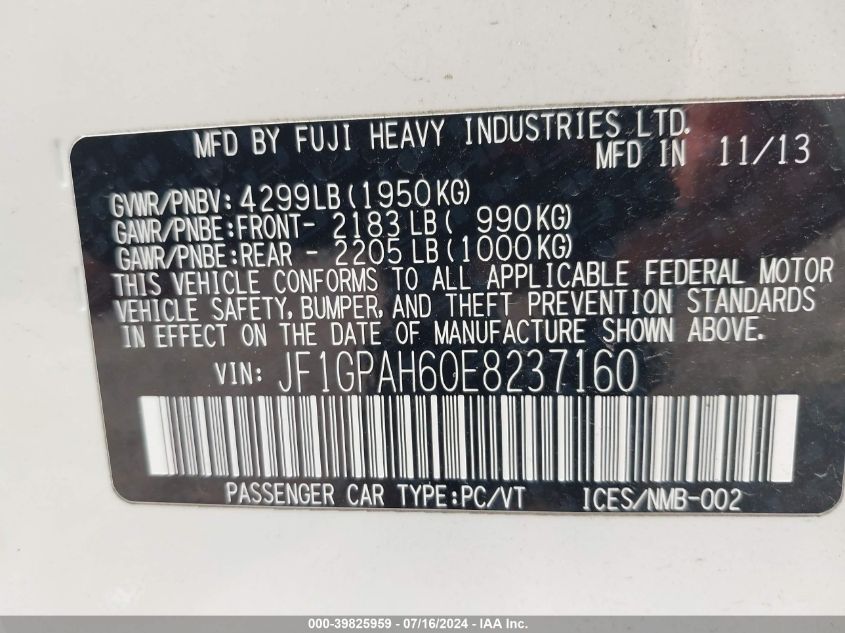 MFD BY FUJI HEAVY INDUSTRIES LTD.
MFD IN 11/13
GVWR/PNBV: 4299LB (1950KG)
GAWR/PNBE: FRONT- 2183 LB ( 990KG)
GAWR/PNBE: REAR - 2205 LB (1000KG)
THIS VEHICLE CONFORMS TO ALL APPLICABLE FEDERAL MOTOR
VEHICLE SAFETY, BUMPER, AND THEFT PREVENTION STANDARDS
IN EFFECT ON THE DATE OF MANUFACTURE SHOWN ABOVE.
VIN: JF1GPAH60E8237160
PASSENGER CAR TYPE:PC/VT ICES/NMB-002
000-39825959 - 07/16/2024 - IAA Inc.